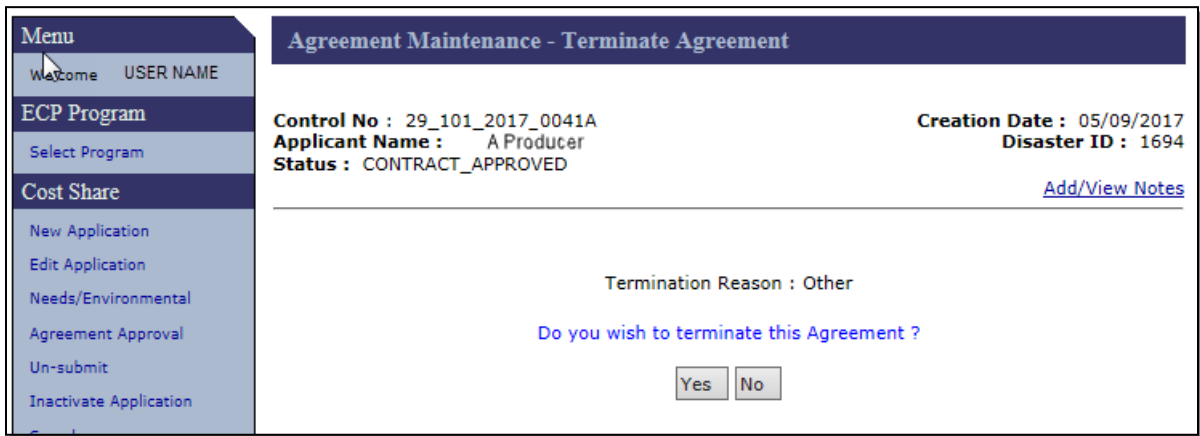 Menu
Welcome USER NAME
ECP Program
Select Program
Cost Share
New Application
Edit Application
Needs/Environmental
Agreement Approval
Un-submit
Inactivate Application
Agreement Maintenance - Terminate Agreement
Control No : 29_101_2017_0041A
Applicant Name : A Producer
Status : CONTRACT_APPROVED
Creation Date : 05/09/2017
Disaster ID : 1694
Add/View Notes
Termination Reason : Other
Do you wish to terminate this Agreement ?
Yes No